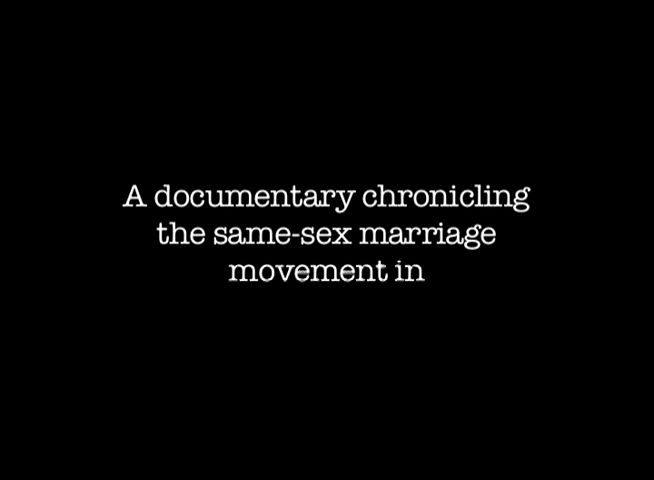 A documentary chronicling
the same-sex marriage
movement in